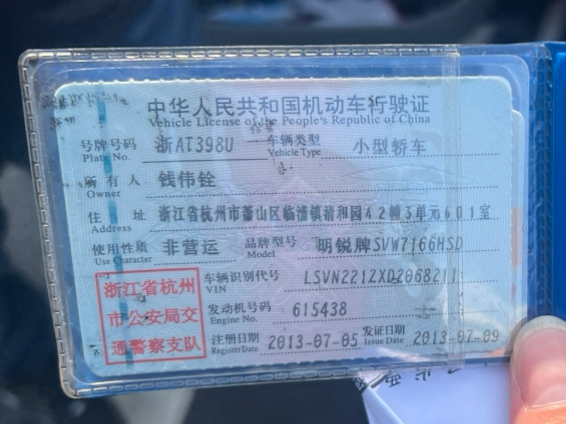 中华人民共和国机动车行驶证
Vehicle License of the People's Republic of China
号牌号码 浙AT398U 车辆类型 小型轿车
Plate No. Vehicle Type
所有人 钱伟铨
Owner
住 址 浙江省杭州市萧山区临浦镇清和园42幢3单元601室
Address
使用性质 非营运 品牌型号 明锐牌SVW7166HSD
Use Character Model
浙江省杭州市公安局交通警察支队
车辆识别代号 LSVN221ZXD2068211
VIN
发动机号码 615438
Engine No.
注册日期 2013-07-05 发证日期 2013-07-09
Register Date Issue Date